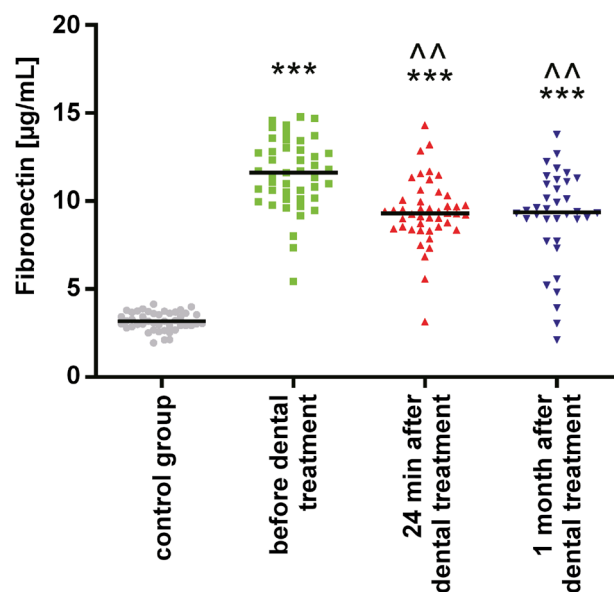 20
15
10
5
0
Fibronectin [µg/mL]
***
^^
***
^^
***
control group
before dental
treatment
24 min after
dental treatment
1 month after
dental treatment